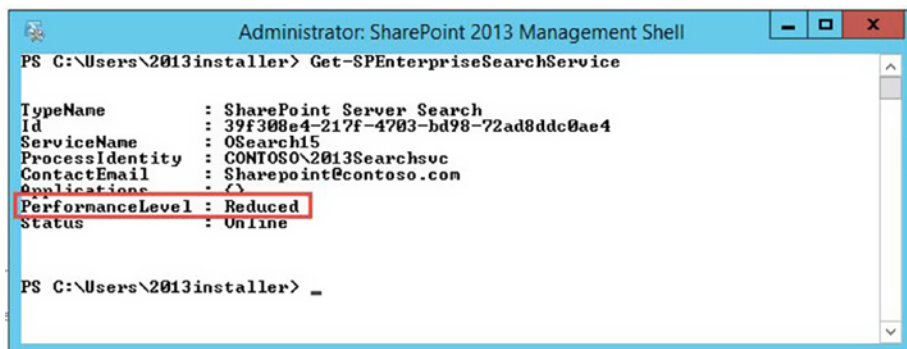 Administrator: SharePoint 2013 Management Shell
PS C:\Users\2013installer> Get-SPEnterpriseSearchService
TypeName : SharePoint Server Search
Id : 39f308e4-217f-4703-bd98-72ad8ddc0ae4
ServiceName : OSearch15
ProcessIdentity : CONTOSO\2013Searchsvc
ContactEmail : Sharepoint@contoso.com
Applications : {}
PerformanceLevel : Reduced
Status : Online
PS C:\Users\2013installer> _